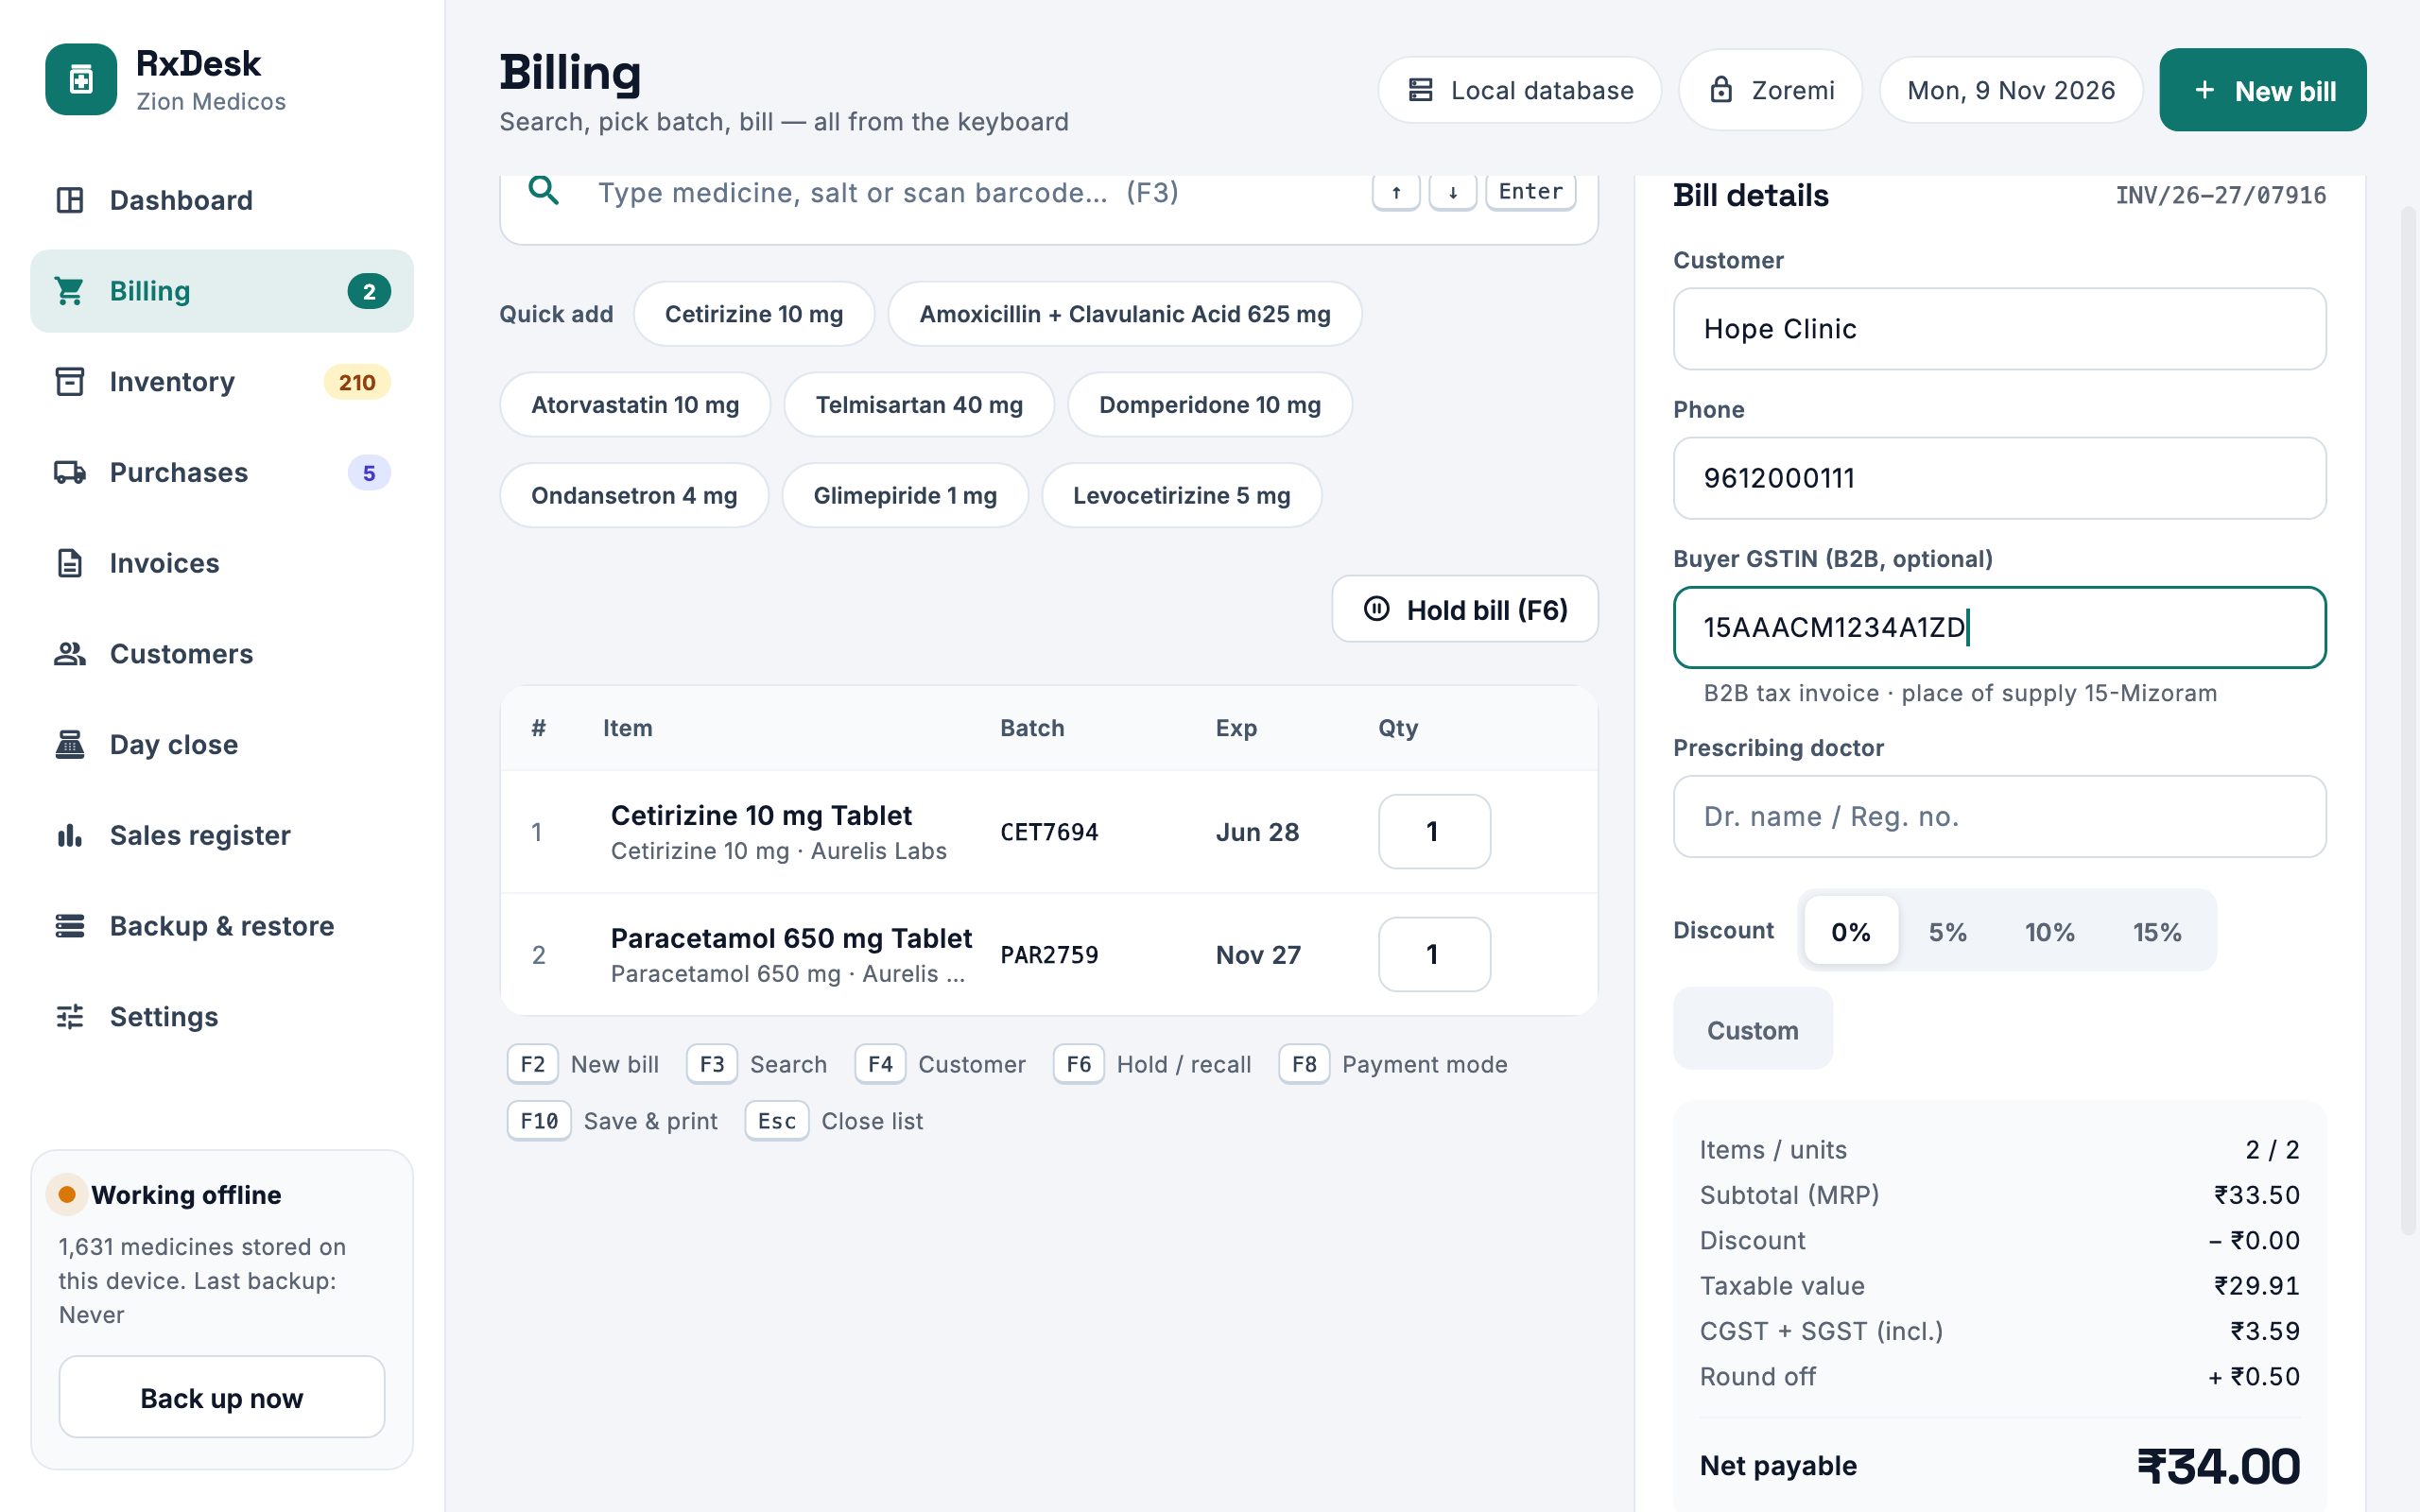 RxDesk
Zion Medicos
Dashboard
Billing 2
Inventory 210
Purchases 5
Invoices
Customers
Day close
Sales register
Backup & restore
Settings
Working offline
1,631 medicines stored on
this device. Last backup:
Never
Back up now
Billing
Search, pick batch, bill — all from the keyboard
Local database
Zoremi
Mon, 9 Nov 2026
+ New bill
Type medicine, salt or scan barcode... (F3)
↑ ↓ Enter
Quick add Cetirizine 10 mg Amoxicillin + Clavulanic Acid 625 mg
Atorvastatin 10 mg Telmisartan 40 mg Domperidone 10 mg
Ondansetron 4 mg Glimepiride 1 mg Levocetirizine 5 mg
Hold bill (F6)
# Item Batch Exp Qty
1 Cetirizine 10 mg Tablet CET7694 Jun 28 1
Cetirizine 10 mg · Aurelis Labs
2 Paracetamol 650 mg Tablet PAR2759 Nov 27 1
Paracetamol 650 mg · Aurelis ...
F2 New bill F3 Search F4 Customer F6 Hold / recall F8 Payment mode
F10 Save & print Esc Close list
Bill details INV/26-27/07916
Customer
Hope Clinic
Phone
9612000111
Buyer GSTIN (B2B, optional)
15AAACM1234A1ZD
B2B tax invoice · place of supply 15-Mizoram
Prescribing doctor
Dr. name / Reg. no.
Discount 0% 5% 10% 15%
Custom
Items / units 2 / 2
Subtotal (MRP) ₹33.50
Discount − ₹0.00
Taxable value ₹29.91
CGST + SGST (incl.) ₹3.59
Round off + ₹0.50
Net payable ₹34.00